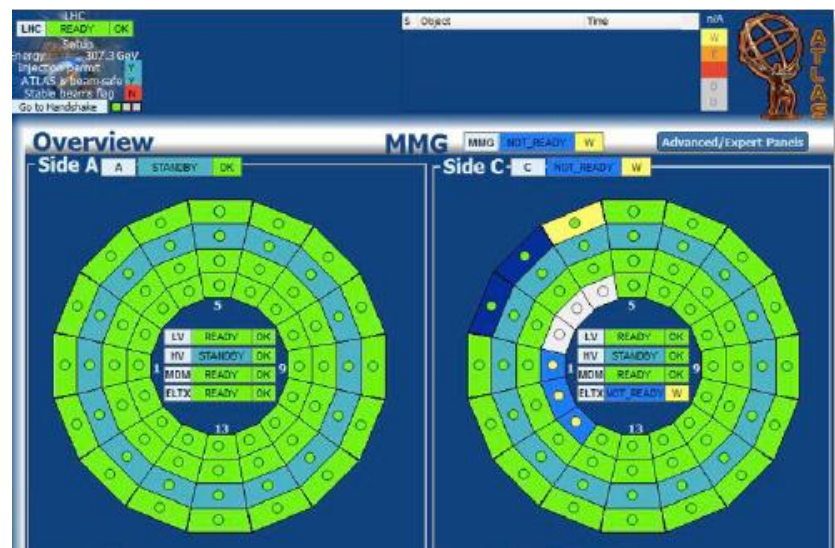 LHC
LHC READY OK
Setup
Energy: 307.3 GeV
Injection permit Y
ATLAS is beam-safe Y
Stable beams flag N
Go to Handshake
S Object Time
n/A
W
E
D
U
ATLAS
Overview
MMG MMG NOT_READY W
Advanced/Expert Panels
Side A A STANDBY OK
5
LV READY OK
HV STANDBY OK
MDM READY OK
ELTX READY OK
1
9
13
Side C C NOT_READY W
5
LV READY OK
HV STANDBY OK
MDM READY OK
ELTX NOT_READY W
1
9
13